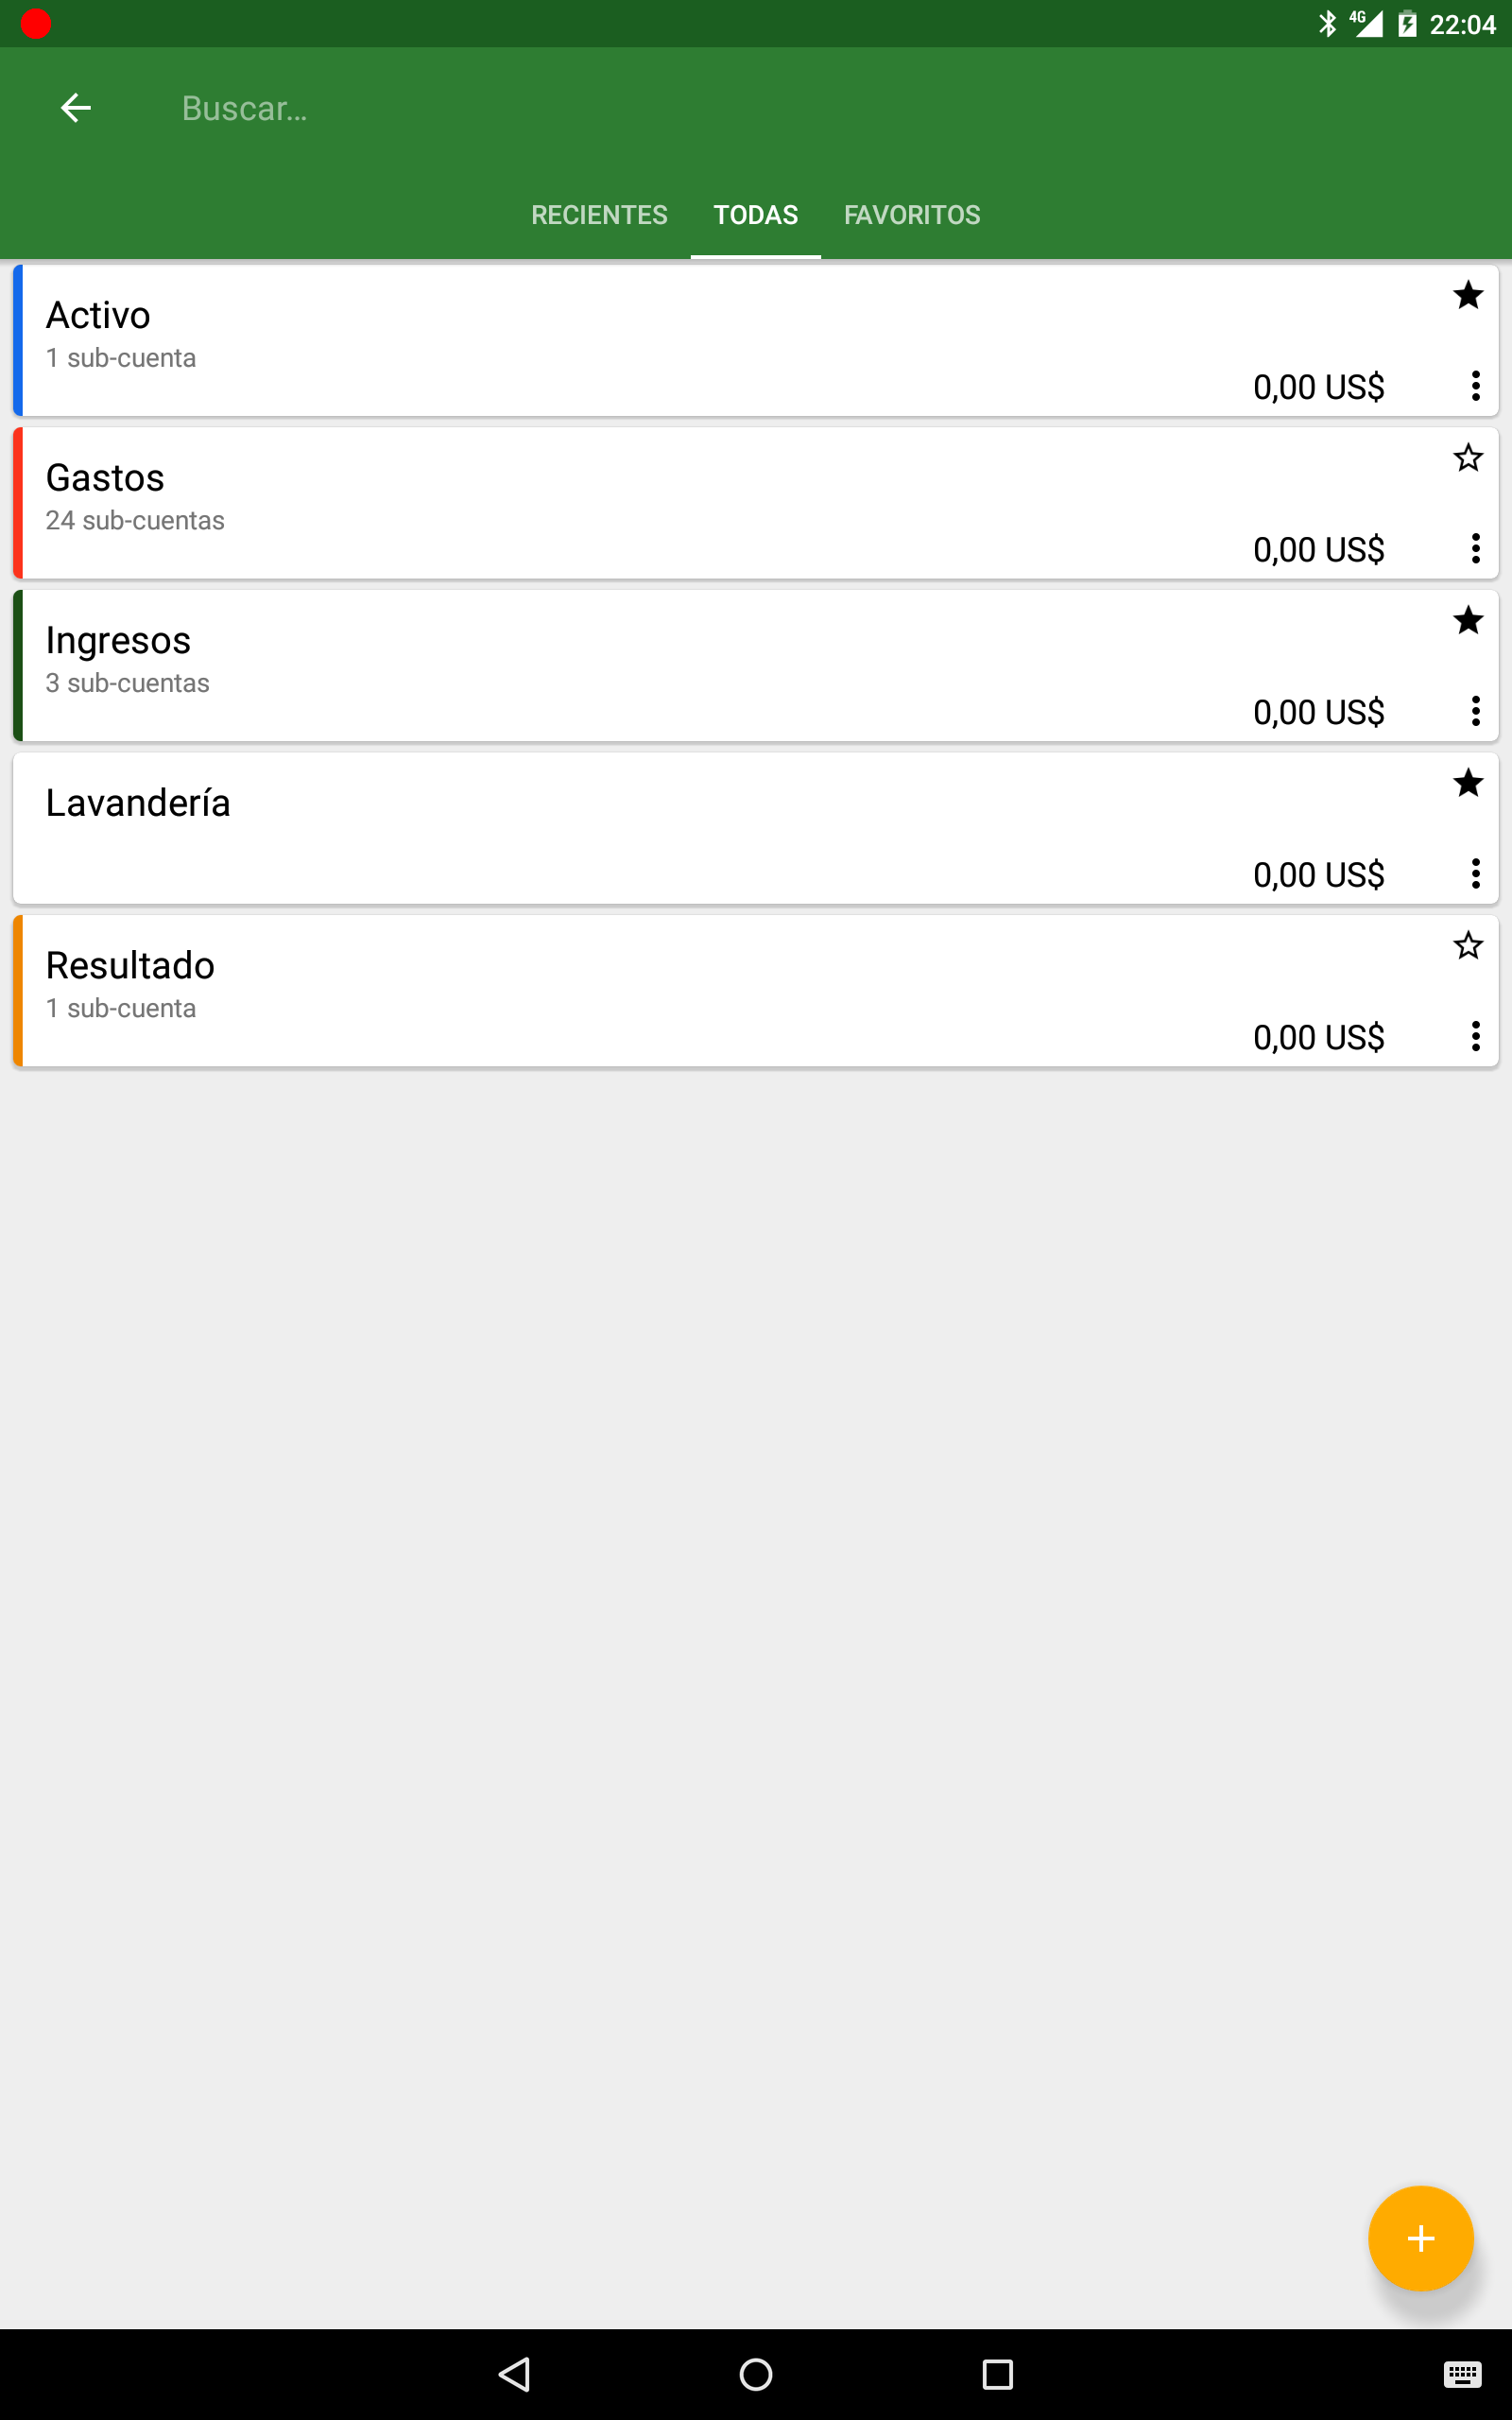 4G 22:04
Buscar...
RECIENTES TODAS FAVORITOS
Activo
1 sub-cuenta
0,00 US$
Gastos
24 sub-cuentas
0,00 US$
Ingresos
3 sub-cuentas
0,00 US$
Lavandería
0,00 US$
Resultado
1 sub-cuenta
0,00 US$